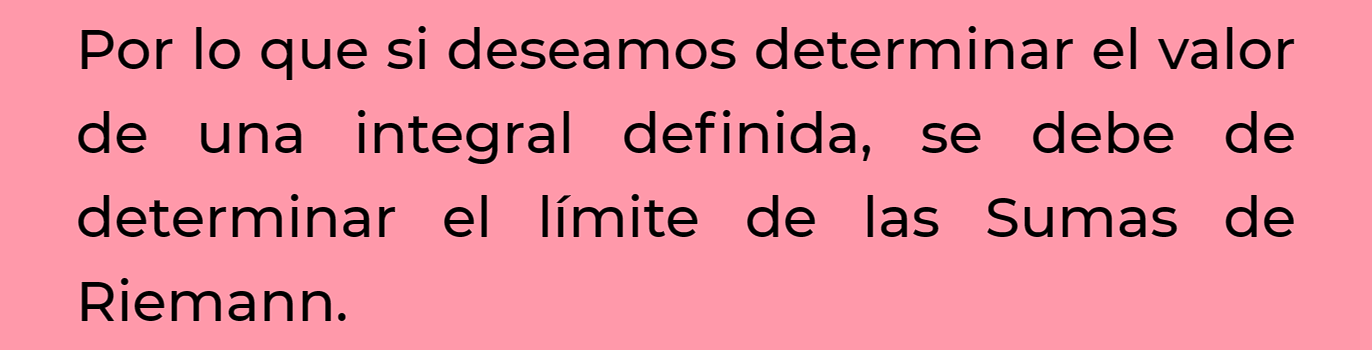 Por lo que si deseamos determinar el valor
de una integral definida, se debe de
determinar el límite de las Sumas de
Riemann.